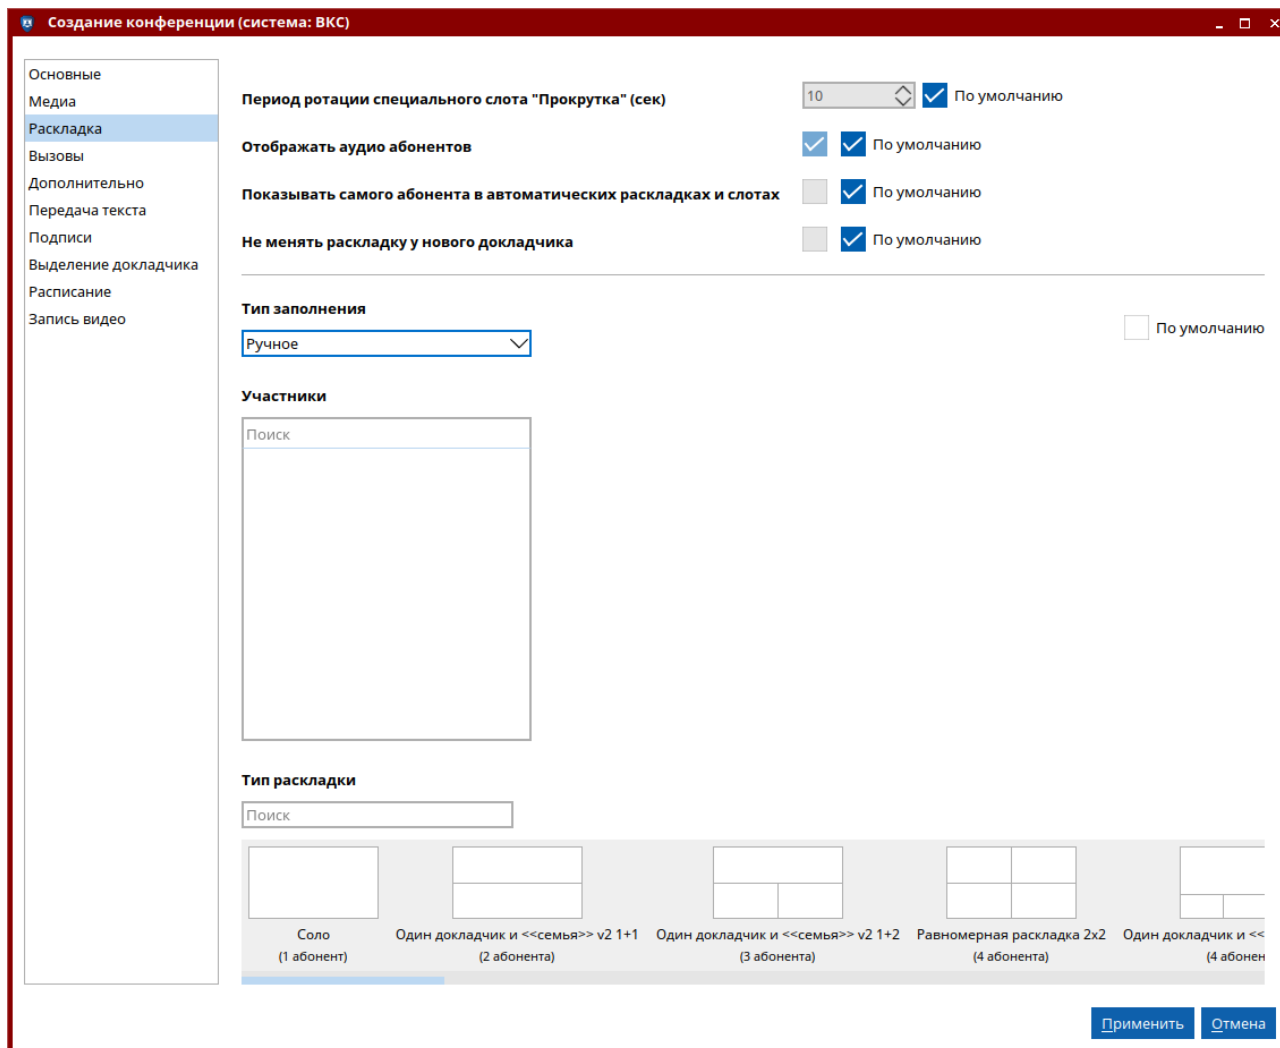 Создание конференции (система: ВКС)
Основные
Медиа
Раскладка
Вызовы
Дополнительно
Передача текста
Подписи
Выделение докладчика
Расписание
Запись видео
Период ротации специального слота "Прокрутка" (сек) 10 По умолчанию
Отображать аудио абонентов По умолчанию
Показывать самого абонента в автоматических раскладках и слотах По умолчанию
Не менять раскладку у нового докладчика По умолчанию
Тип заполнения
По умолчанию
Ручное
Участники
Поиск
Тип раскладки
Поиск
Соло Один докладчик и <<семья>> v2 1+1 Один докладчик и <<семья>> v2 1+2 Равномерная раскладка 2x2 Один докладчик и <<
(1 абонент) (2 абонента) (3 абонента) (4 абонента) (4 абонен
Применить Отмена